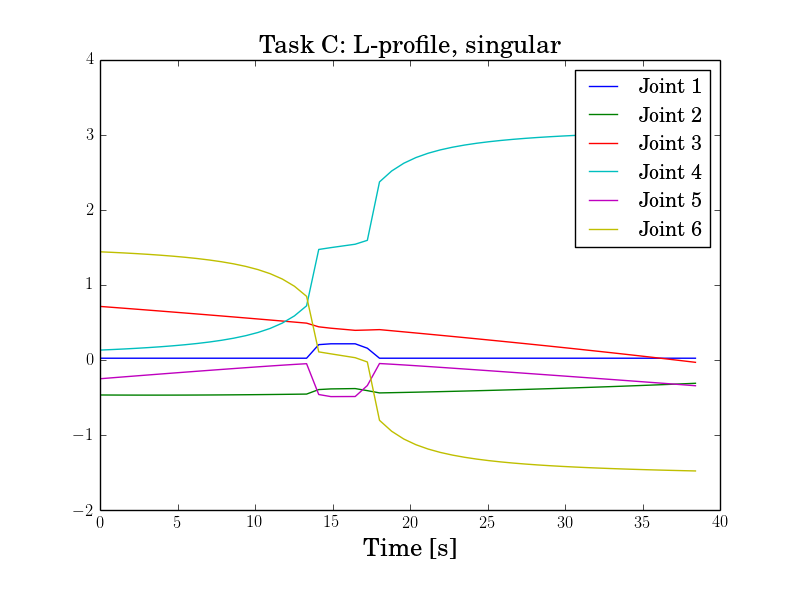 Task C: L-profile, singular
4
3
2
1
0
−1
−2
0 5 10 15 20 25 30 35 40
Time [s]
Joint 1
Joint 2
Joint 3
Joint 4
Joint 5
Joint 6